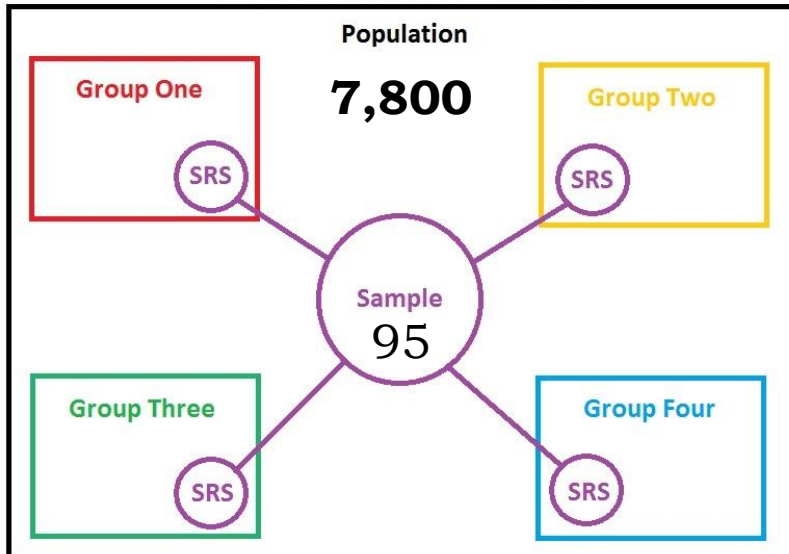 Population
7,800
Group One
Group Two
SRS
SRS
Sample
95
Group Three
Group Four
SRS
SRS